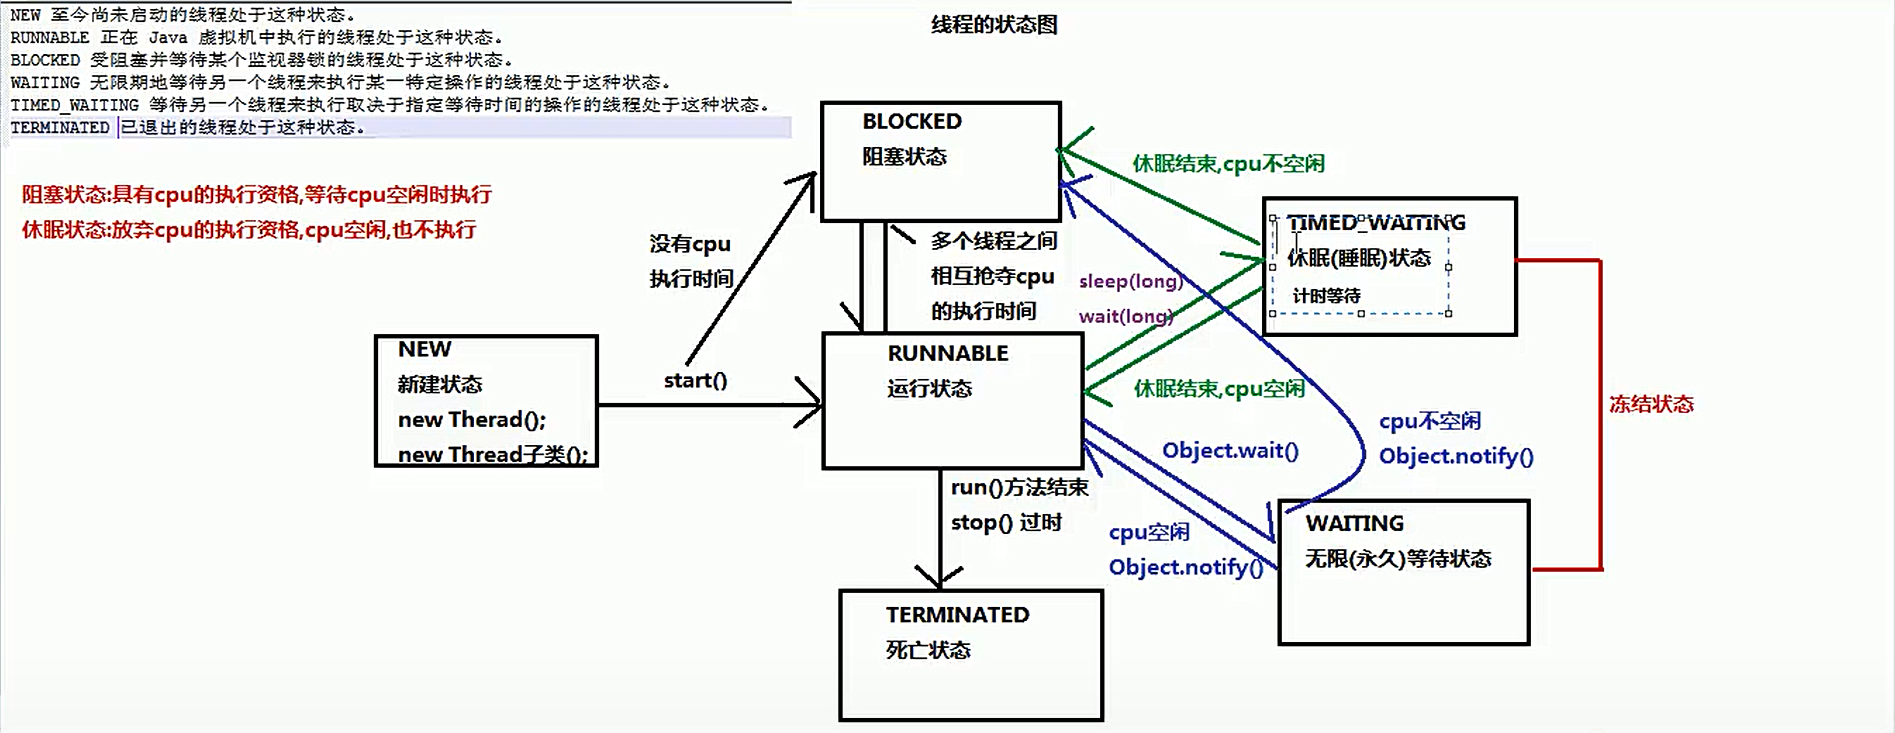 NEW 至今尚未启动的线程处于这种状态。
RUNNABLE 正在 Java 虚拟机中执行的线程处于这种状态。
BLOCKED 受阻塞并等待某个监视器锁的线程处于这种状态。
WAITING 无限期地等待另一个线程来执行某一特定操作的线程处于这种状态。
TIMED_WAITING 等待另一个线程来执行取决于指定等待时间的操作的线程处于这种状态。
TERMINATED 已退出的线程处于这种状态。
线程的状态图
阻塞状态:具有cpu的执行资格,等待cpu空闲时执行
休眠状态:放弃cpu的执行资格,cpu空闲,也不执行
BLOCKED
阻塞状态
休眠结束,cpu不空闲
TIMED_WAITING
休眠(睡眠)状态
计时等待
没有cpu
执行时间
多个线程之间
相互抢夺cpu
的执行时间
sleep(long)
wait(long)
NEW
新建状态
new Therad();
new Thread子类();
start()
RUNNABLE
运行状态
休眠结束,cpu空闲
冻结状态
cpu不空闲
Object.notify()
Object.wait()
run()方法结束
stop() 过时
cpu空闲
Object.notify()
WAITING
无限(永久)等待状态
TERMINATED
死亡状态